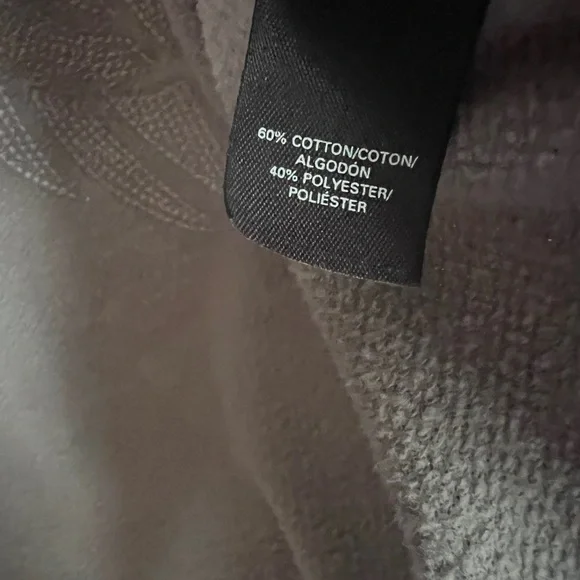 60% COTTON/COTON/
ALGODÓN
40% POLYESTER/
POLIÉSTER